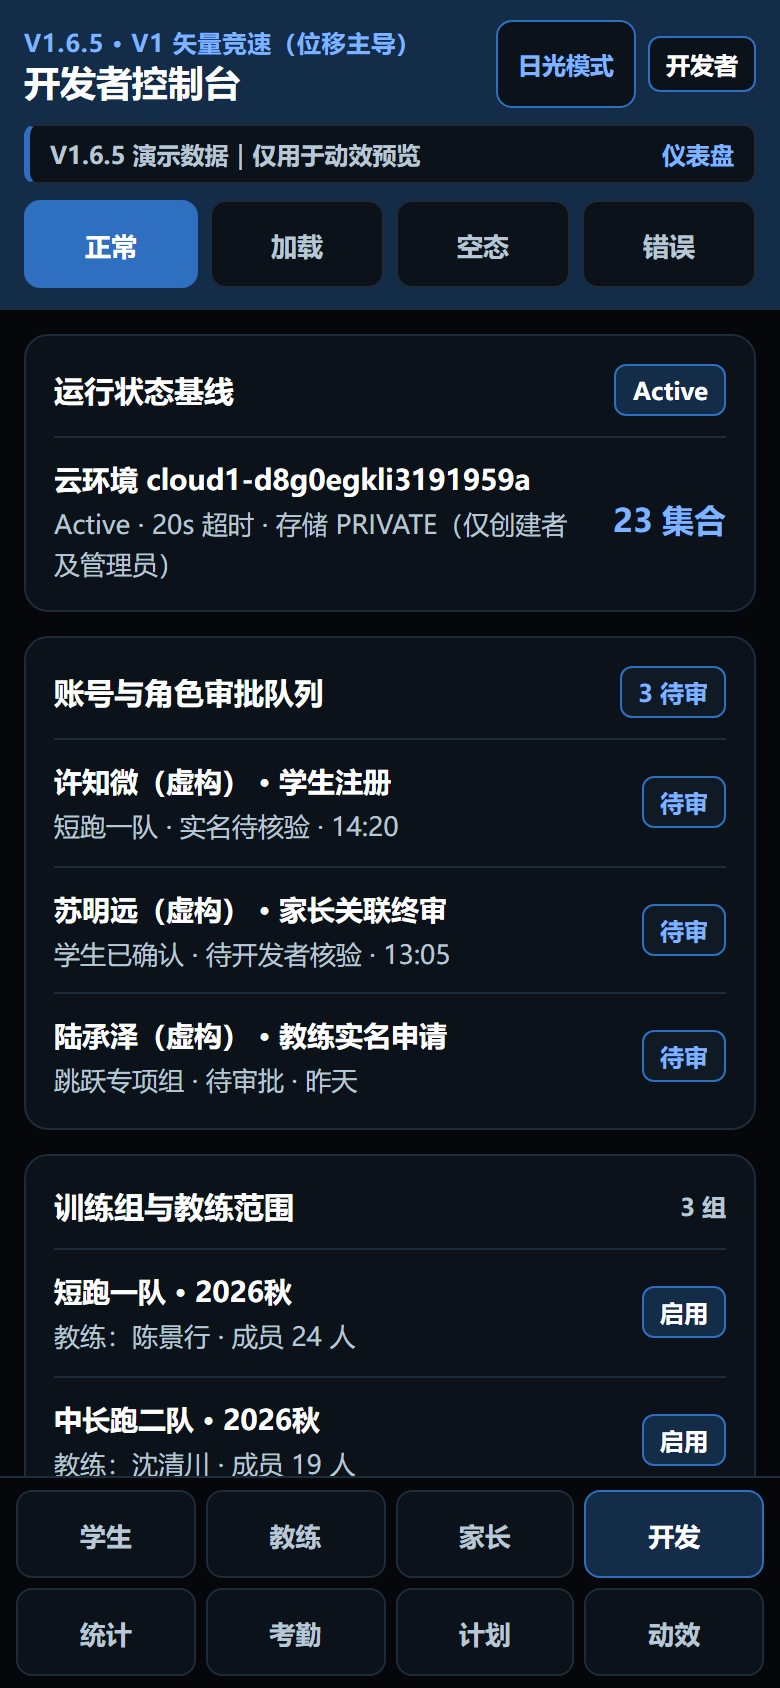 V1.6.5 • V1 矢量竞速（位移主导）
开发者控制台
日光模式
开发者
V1.6.5 演示数据 | 仅用于动效预览
仪表盘
正常
加载
空态
错误
运行状态基线
Active
云环境 cloud1-d8g0egkli3191959a
Active · 20s 超时 · 存储 PRIVATE（仅创建者
及管理员）
23 集合
账号与角色审批队列
3 待审
许知微（虚构） • 学生注册
短跑一队 · 实名待核验 · 14:20
待审
苏明远（虚构） • 家长关联终审
学生已确认 · 待开发者核验 · 13:05
待审
陆承泽（虚构） • 教练实名申请
跳跃专项组 · 待审批 · 昨天
待审
训练组与教练范围
3 组
短跑一队 • 2026秋
教练：陈景行 · 成员 24 人
启用
中长跑二队 • 2026秋
教练：沈清川 · 成员 19 人
启用
学生
教练
家长
开发
统计
考勤
计划
动效